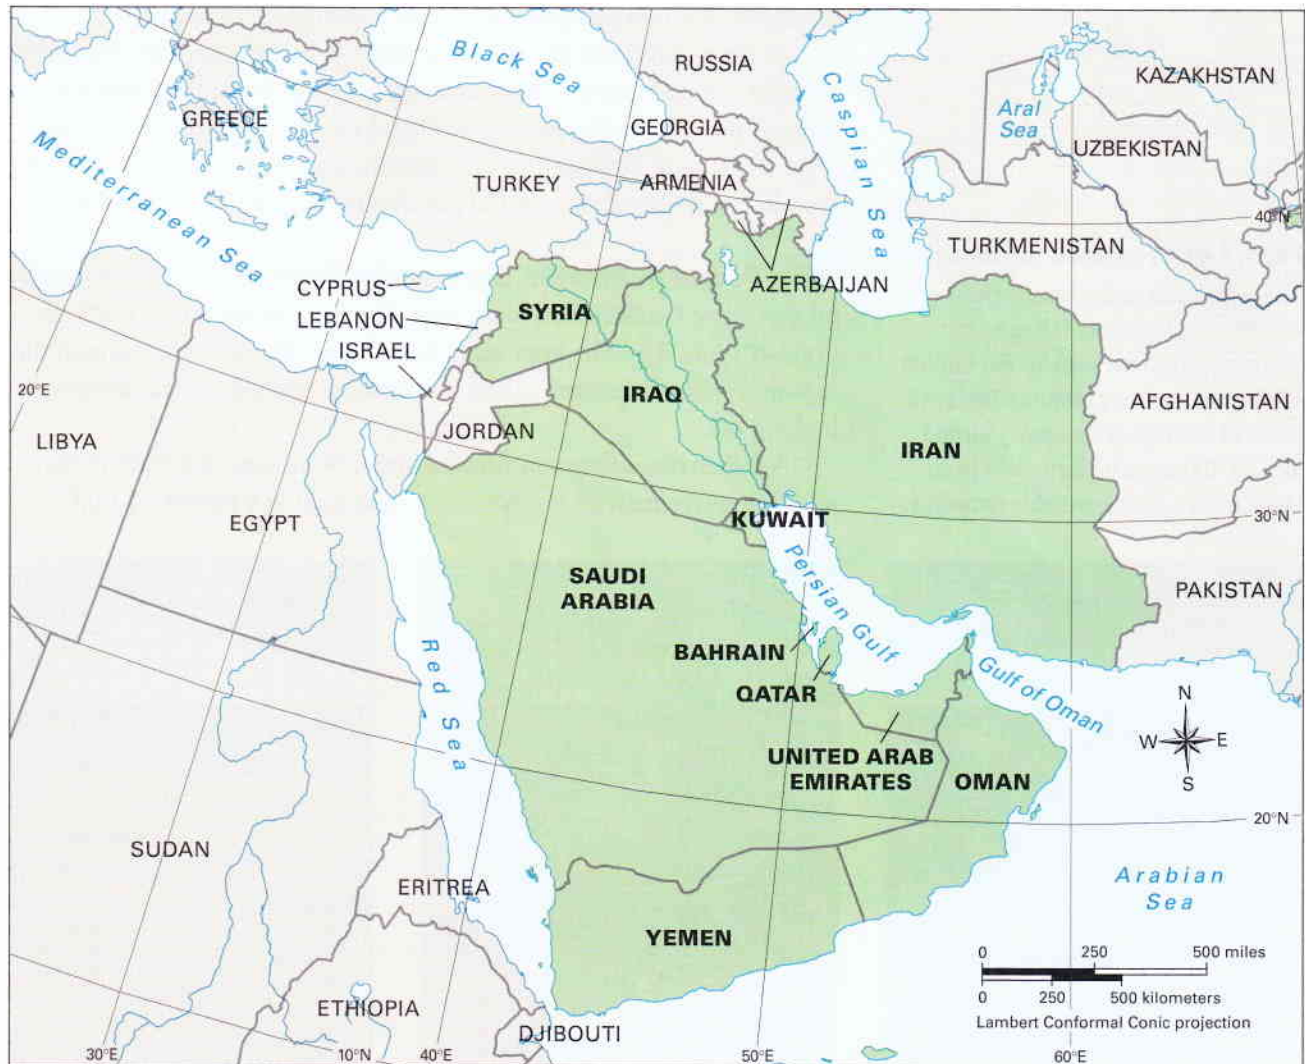 Black Sea
RUSSIA
Caspian Sea
Aral
Sea
KAZAKHSTAN
GREECE
GEORGIA
UZBEKISTAN
Mediterranean Sea
TURKEY
ARMENIA
40°N
TURKMENISTAN
CYPRUS
AZERBAIJAN
LEBANON
SYRIA
ISRAEL
20°E
IRAQ
AFGHANISTAN
LIBYA
JORDAN
IRAN
EGYPT
KUWAIT
30°N
SAUDI
ARABIA
Persian Gulf
PAKISTAN
Red Sea
BAHRAIN
QATAR
Gulf of Oman
N
W
E
S
UNITED ARAB
EMIRATES
OMAN
20°N
SUDAN
ERITREA
Arabian
Sea
YEMEN
0 250 500 miles
0 250 500 kilometers
Lambert Conformal Conic projection
ETHIOPIA
DJIBOUTI
30°E
10°N
40°E
50°E
60°E